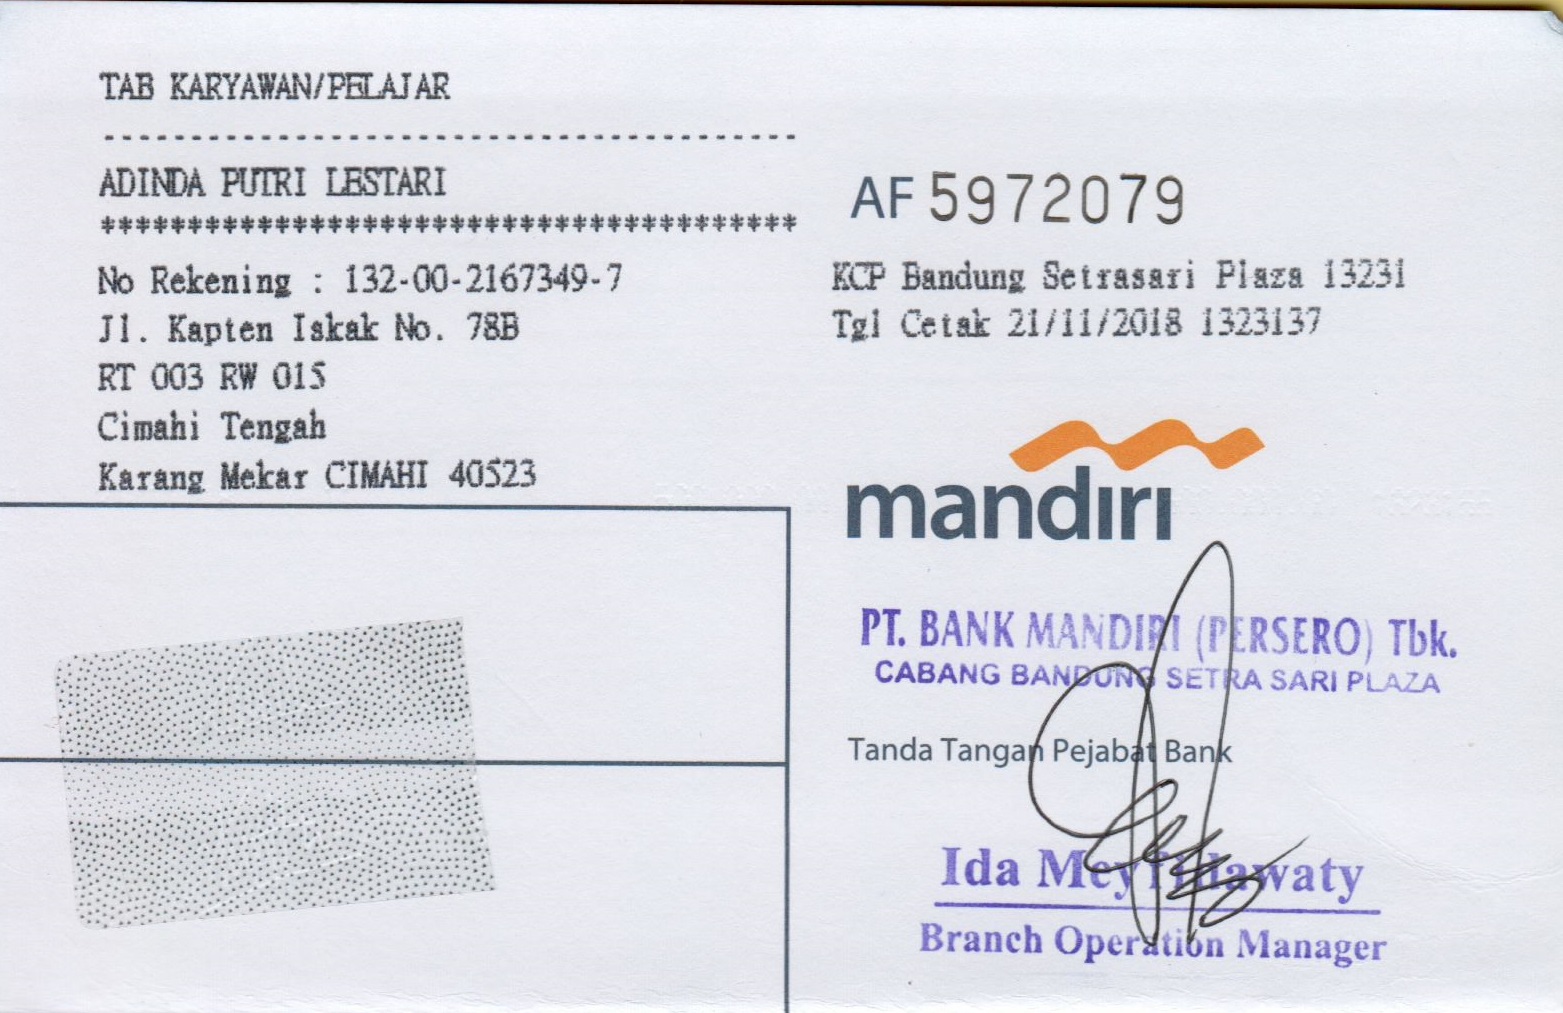 TAB KARYAWAN/PELAJAR
----------------------------------------
ADINDA PUTRI LESTARI
****************************************
No Rekening : 132-00-2167349-7
Jl. Kapten Iskak No. 78B
RT 003 RW 015
Cimahi Tengah
Karang Mekar CIMAHI 40523
AF 5972079
KCP Bandung Setrasari Plaza 13231
Tgl Cetak 21/11/2018 1323137
mandiri
PT. BANK MANDIRI (PERSERO) Tbk.
CABANG BANDUNG SETRA SARI PLAZA
Tanda Tangan Pejabat Bank
Ida
Branch Operation Manager